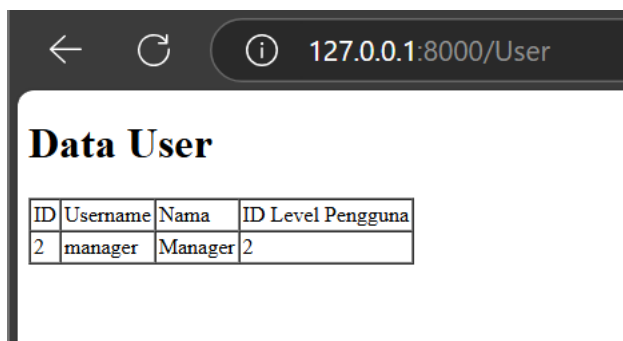 127.0.0.1:8000/User
Data User
ID Username Nama ID Level Pengguna
2 manager Manager 2